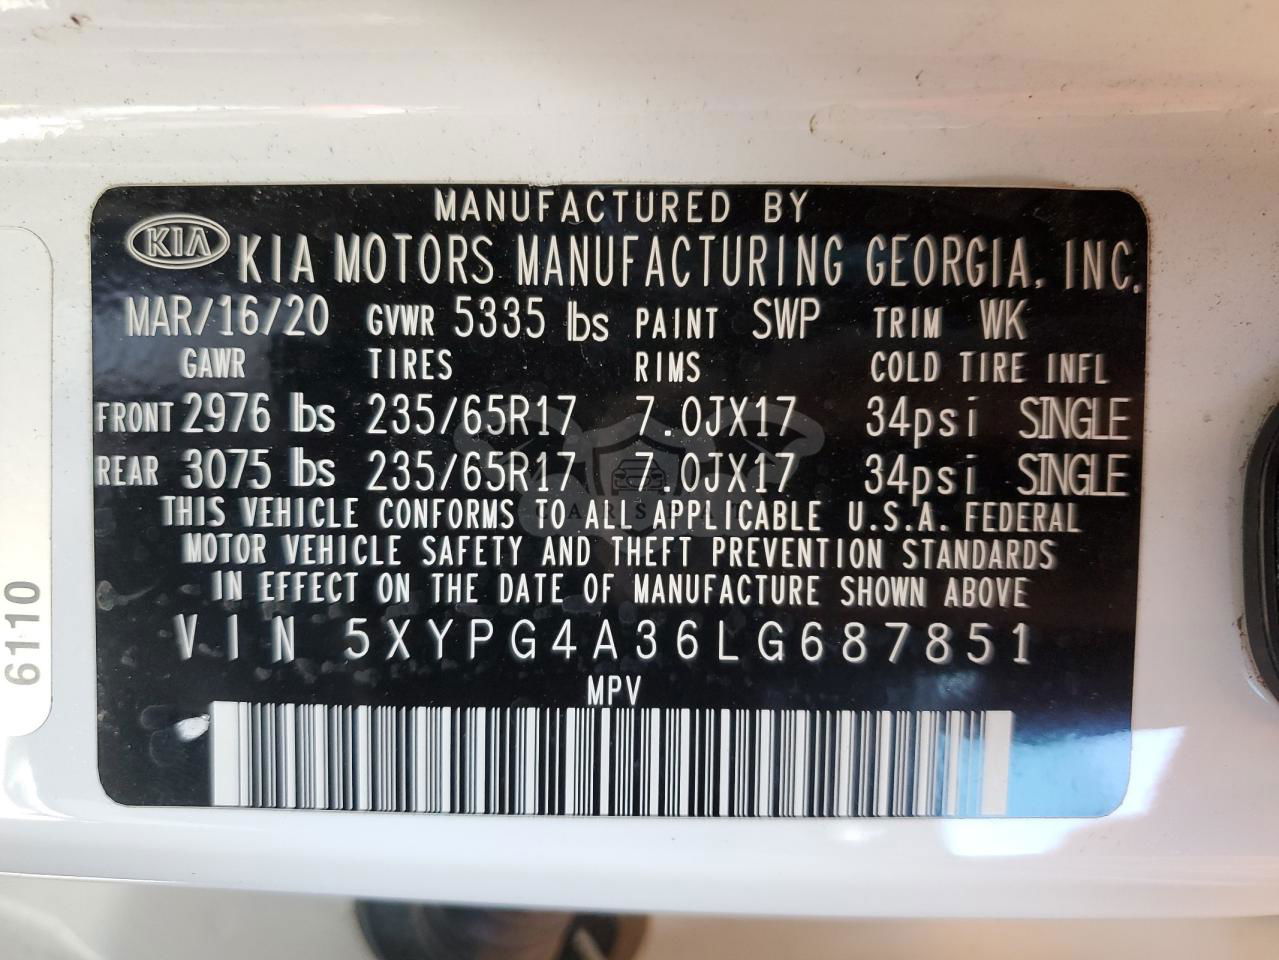 MANUFACTURED BY
KIA KIA MOTORS MANUFACTURING GEORGIA, INC.
MAR/16/20 GVWR 5335 lbs PAINT SWP TRIM WK
GAWR TIRES RIMS COLD TIRE INFL
FRONT 2976 lbs 235/65R17 7.0JX17 34psi SINGLE
REAR 3075 lbs 235/65R17 7.0JX17 34psi SINGLE
THIS VEHICLE CONFORMS TO ALL APPLICABLE U.S.A. FEDERAL
MOTOR VEHICLE SAFETY AND THEFT PREVENTION STANDARDS
IN EFFECT ON THE DATE OF MANUFACTURE SHOWN ABOVE
VIN 5XYPG4A36LG687851
MPV
6110